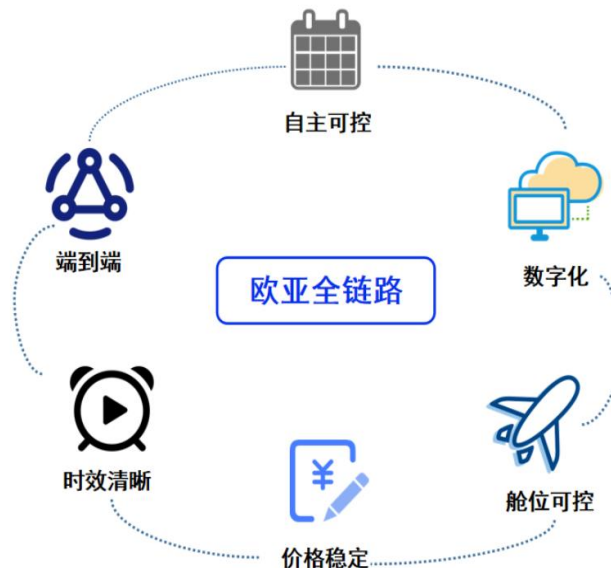 自主可控
端到端
数字化
欧亚全链路
时效清晰
舱位可控
¥
价格稳定